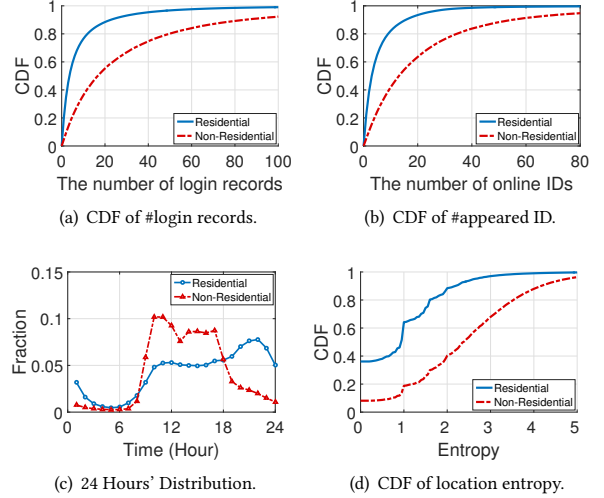 CDF
1
0.8
0.6
0.4
0.2
0
Residential
Non-Residential
0 20 40 60 80 100
The number of login records
(a) CDF of #login records.
CDF
1
0.8
0.6
0.4
0.2
0
Residential
Non-Residential
0 20 40 60 80
The number of online IDs
(b) CDF of #appeared ID.
Fraction
0.15
0.1
0.05
0
Residential
Non-Residential
0 6 12 18 24
Time (Hour)
(c) 24 Hours' Distribution.
CDF
1
0.8
0.6
0.4
0.2
0
Residential
Non-Residential
0 1 2 3 4 5
Entropy
(d) CDF of location entropy.